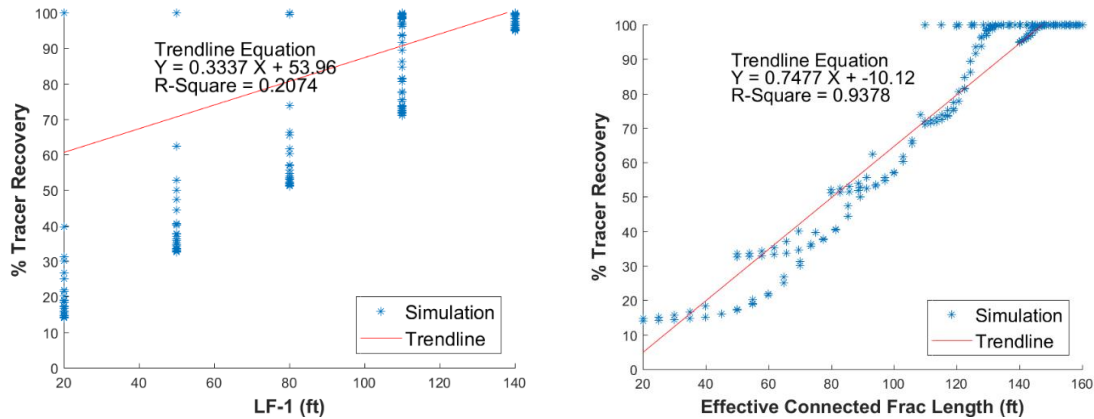 100
90
80
70
60
50
40
30
20
10
0
% Tracer Recovery
Trendline Equation
Y = 0.3337 X + 53.96
R-Square = 0.2074
Simulation
Trendline
20 40 60 80 100 120 140
LF-1 (ft)
100
90
80
70
60
50
40
30
20
10
0
% Tracer Recovery
Trendline Equation
Y = 0.7477 X + -10.12
R-Square = 0.9378
Simulation
Trendline
20 40 60 80 100 120 140 160
Effective Connected Frac Length (ft)